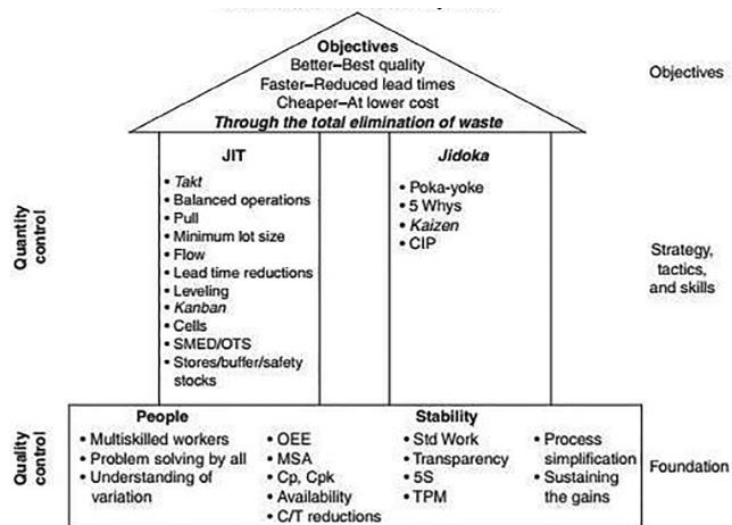 Objectives
Better–Best quality
Faster–Reduced lead times
Cheaper–At lower cost
Through the total elimination of waste
Objectives
JIT
• Takt
• Balanced operations
• Pull
• Minimum lot size
• Flow
• Lead time reductions
• Leveling
• Kanban
• Cells
• SMED/OTS
• Stores/buffer/safety
stocks
Jidoka
• Poka-yoke
• 5 Whys
• Kaizen
• CIP
Quantity
control
Strategy,
tactics,
and skills
People
• Multiskilled workers
• Problem solving by all
• Understanding of
variation
• OEE
• MSA
• Cp, Cpk
• Availability
• C/T reductions
Stability
• Std Work
• Transparency
• 5S
• TPM
• Process
simplification
• Sustaining
the gains
Quality
control
Foundation